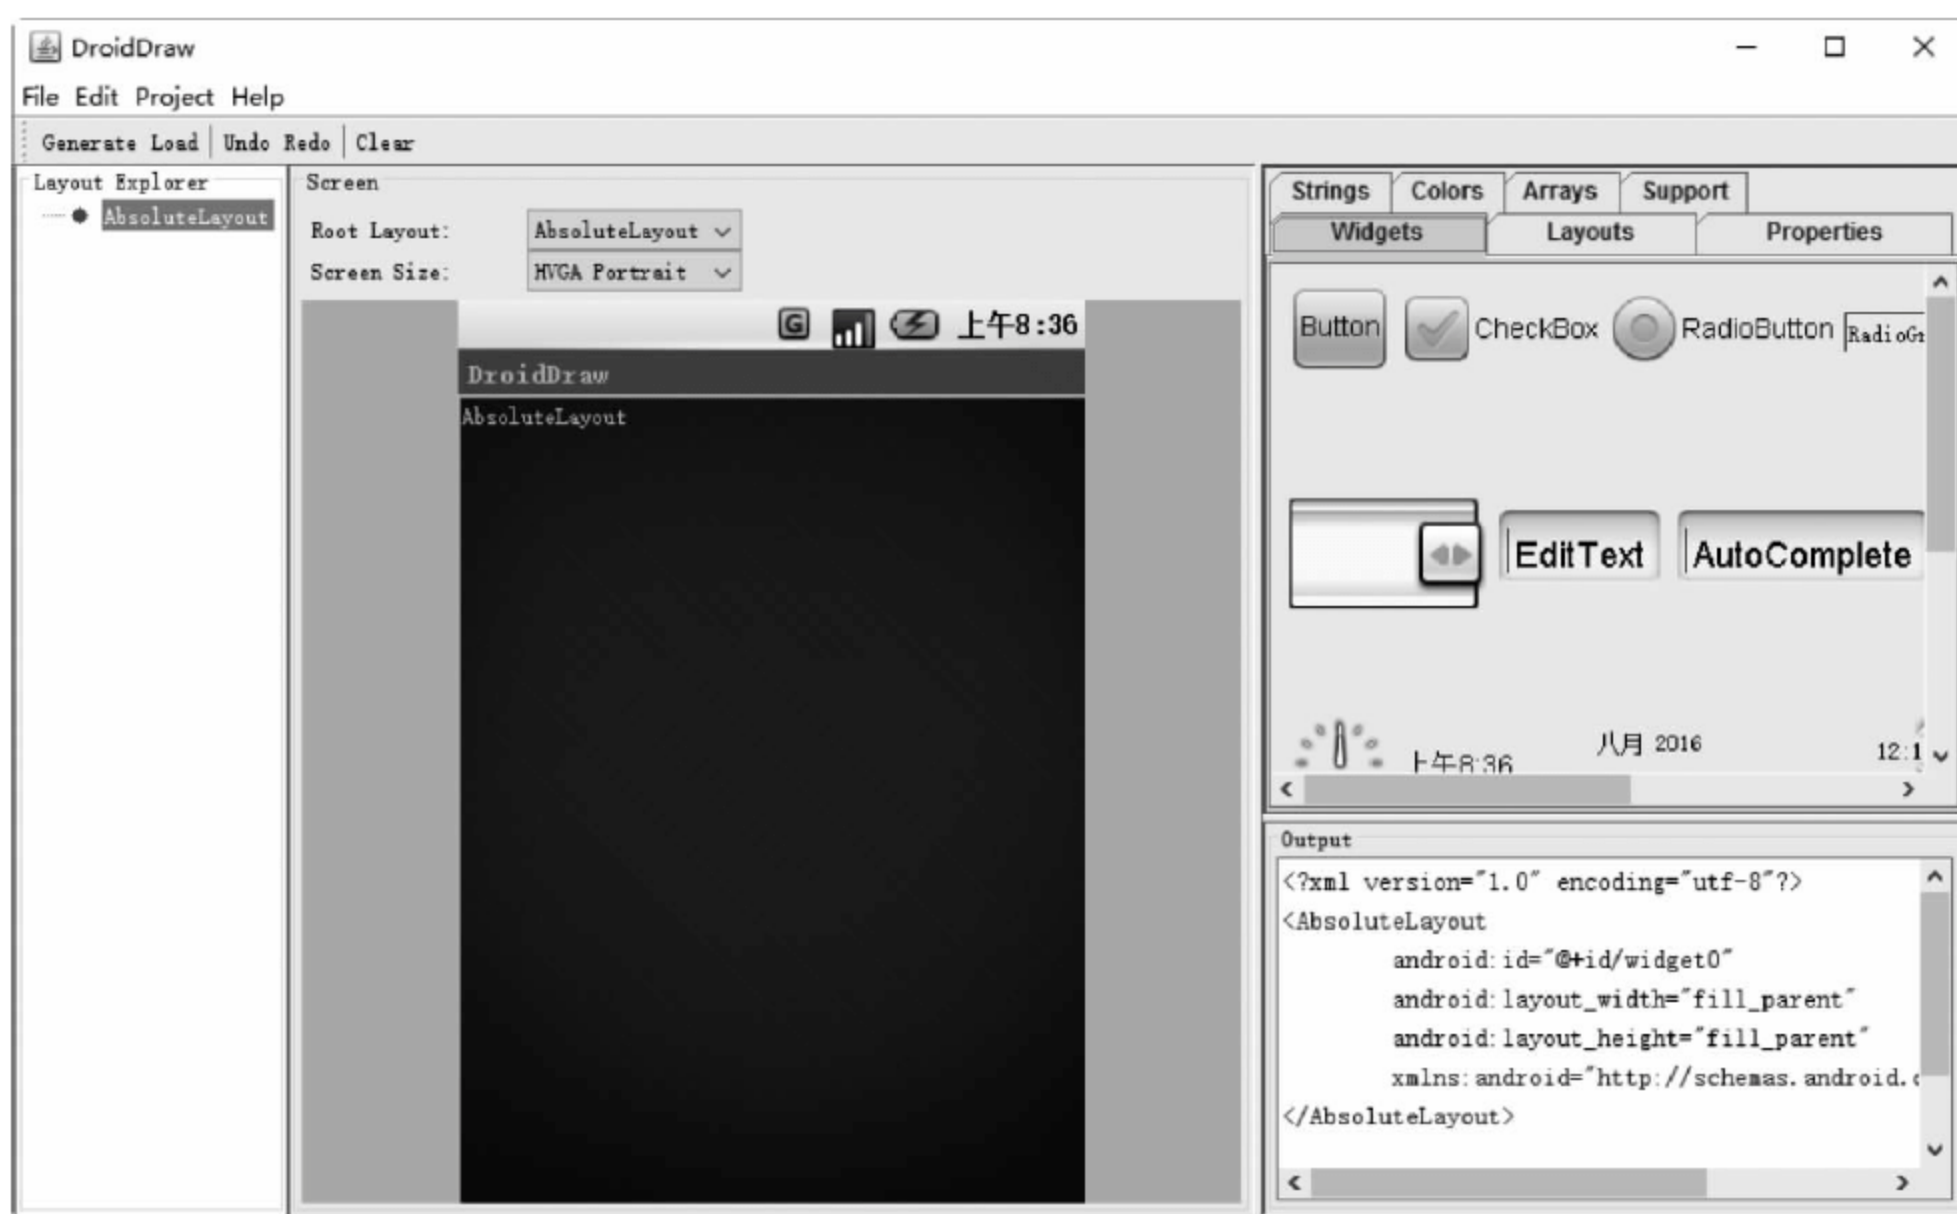 DroidDraw
File Edit Project Help
Generate Load Undo Redo Clear
Layout Explorer
AbsoluteLayout
Screen
Root Layout: AbsoluteLayout
Screen Size: HVGA Portrait
G 上午8:36
DroidDraw
AbsoluteLayout
Strings Colors Arrays Support
Widgets Layouts Properties
Button CheckBox RadioButton RadioGr
EditText AutoComplete
上午8:36 八月 2016 12:1
Output
<?xml version="1.0" encoding="utf-8"?>
<AbsoluteLayout
android:id="@+id/widget0"
android:layout_width="fill_parent"
android:layout_height="fill_parent"
xmlns:android="http://schemas.android.
</AbsoluteLayout>